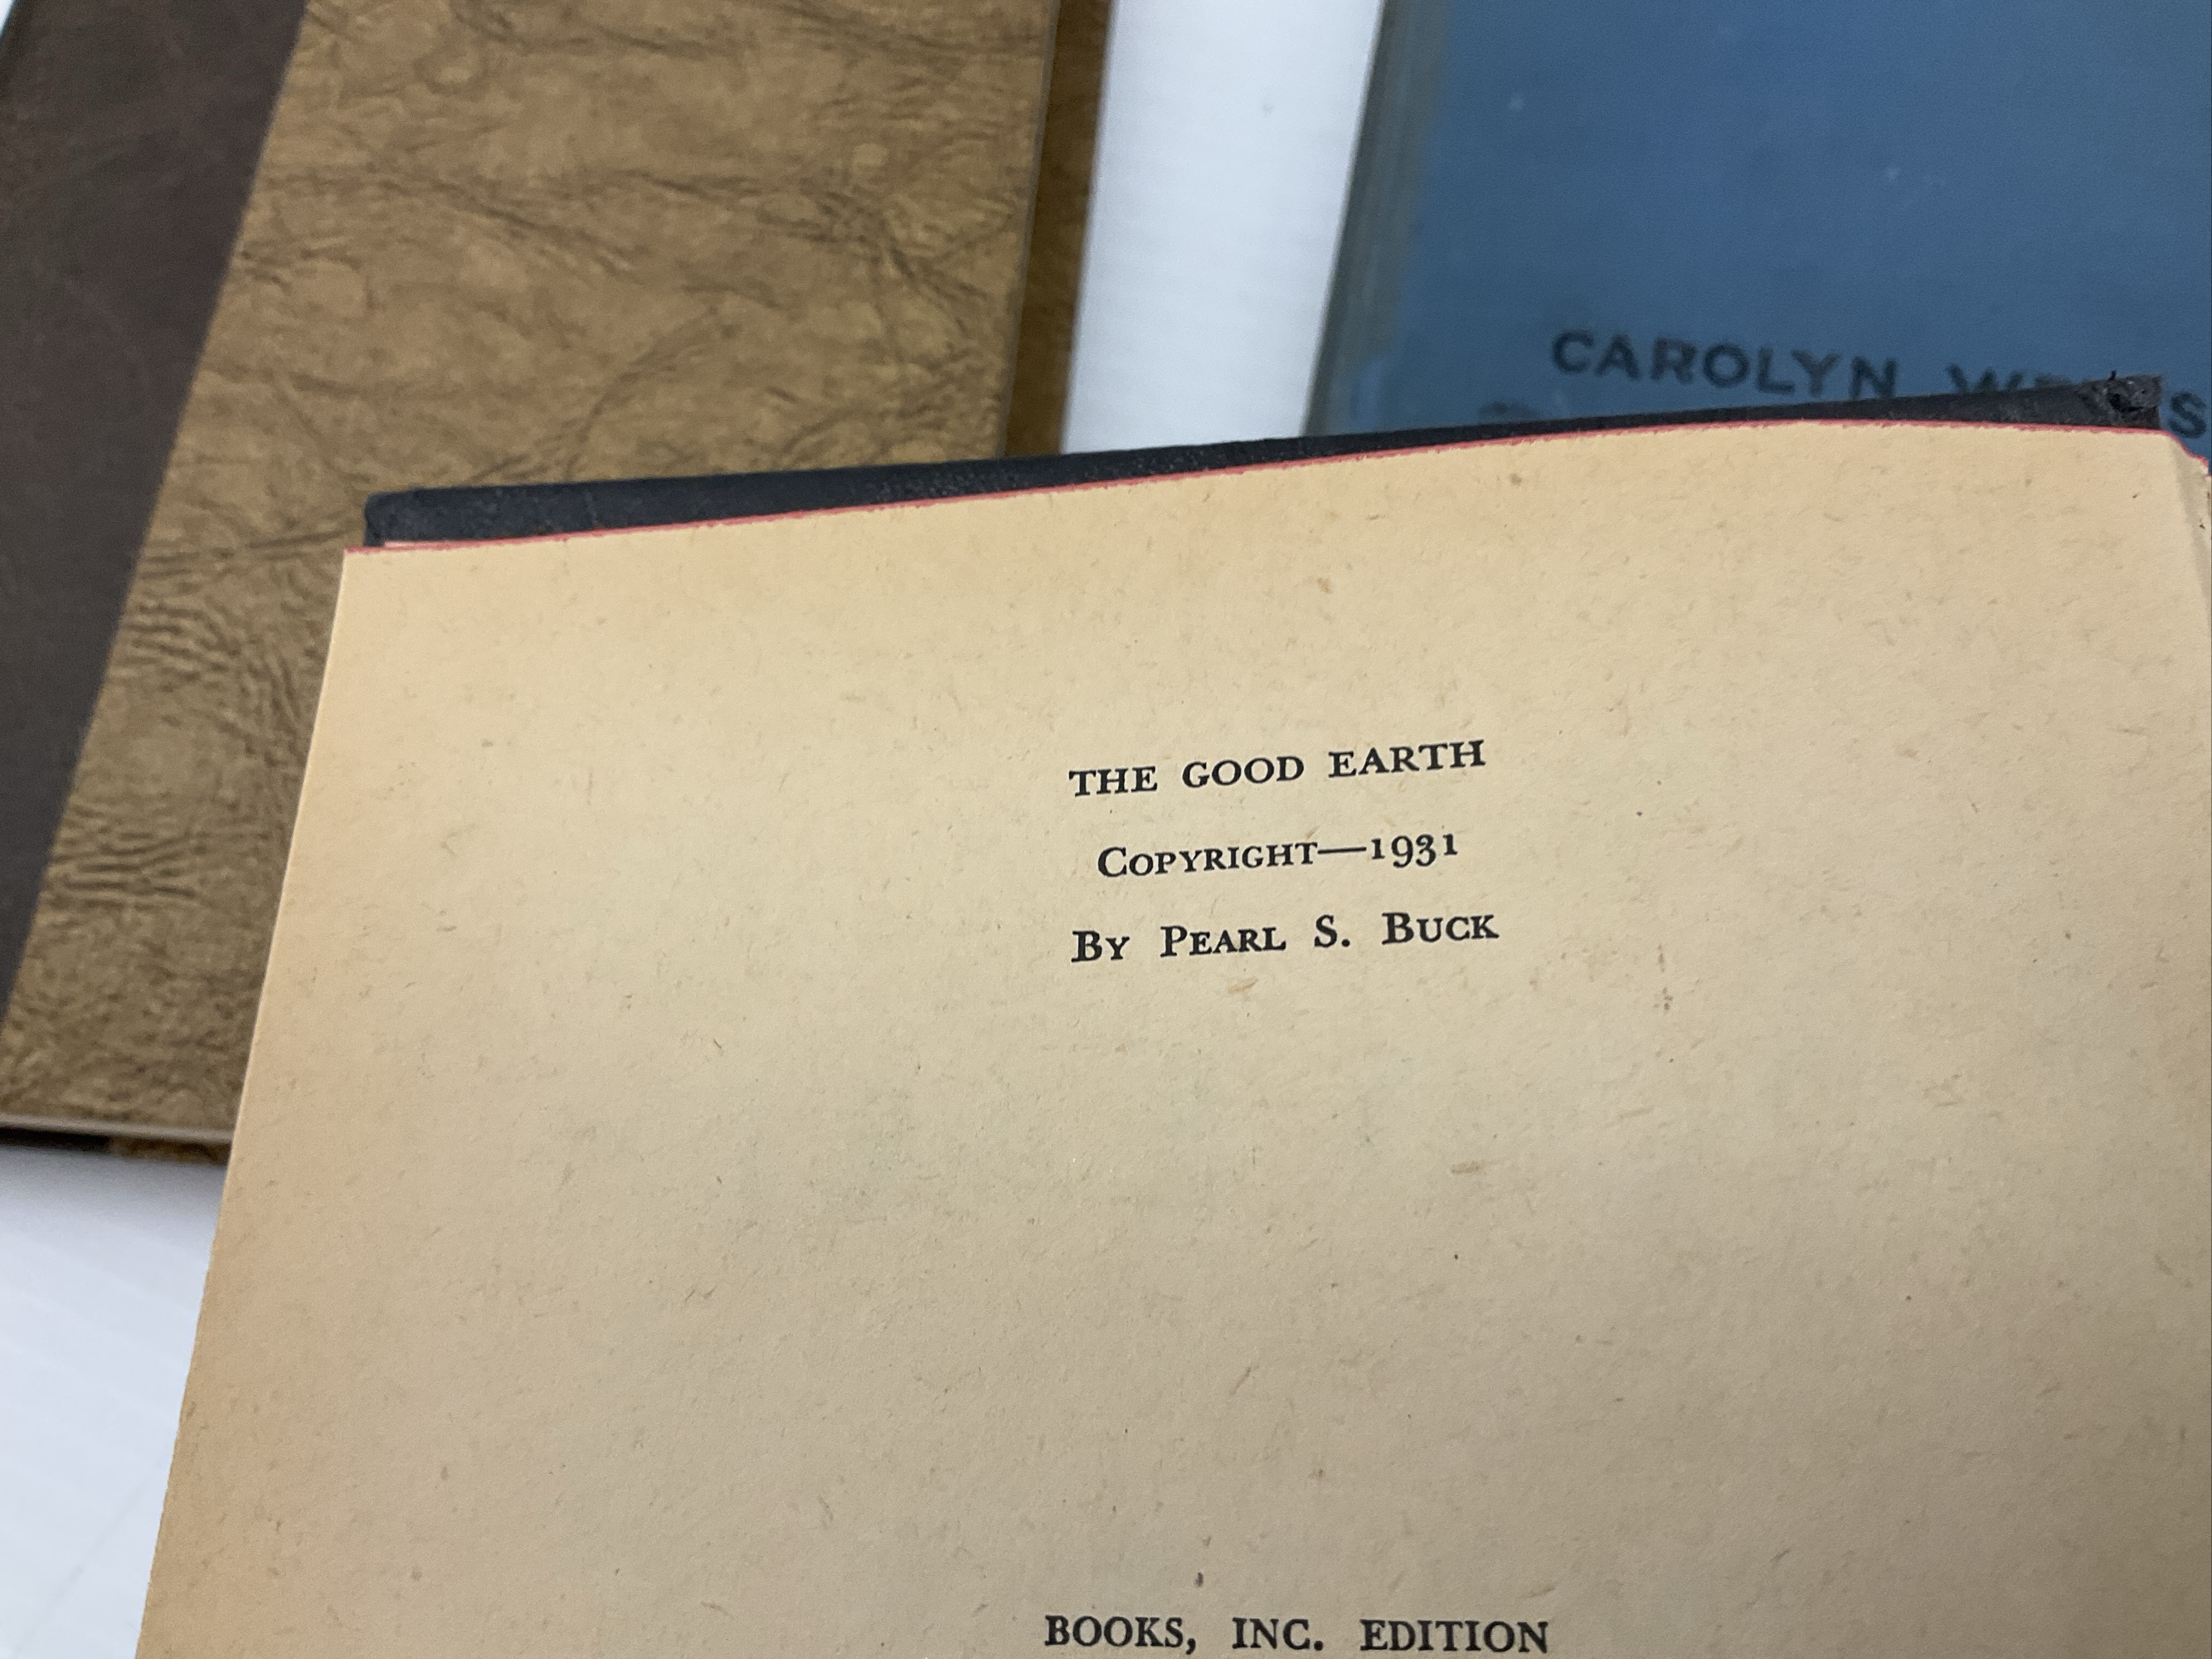 CAROLYN
THE GOOD EARTH
COPYRIGHT—1931
BY PEARL S. BUCK
BOOKS, INC. EDITION